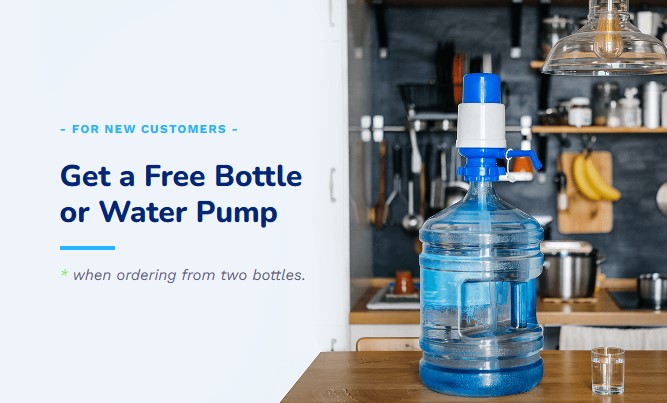 - FOR NEW CUSTOMERS -
Get a Free Bottle
or Water Pump
* when ordering from two bottles.